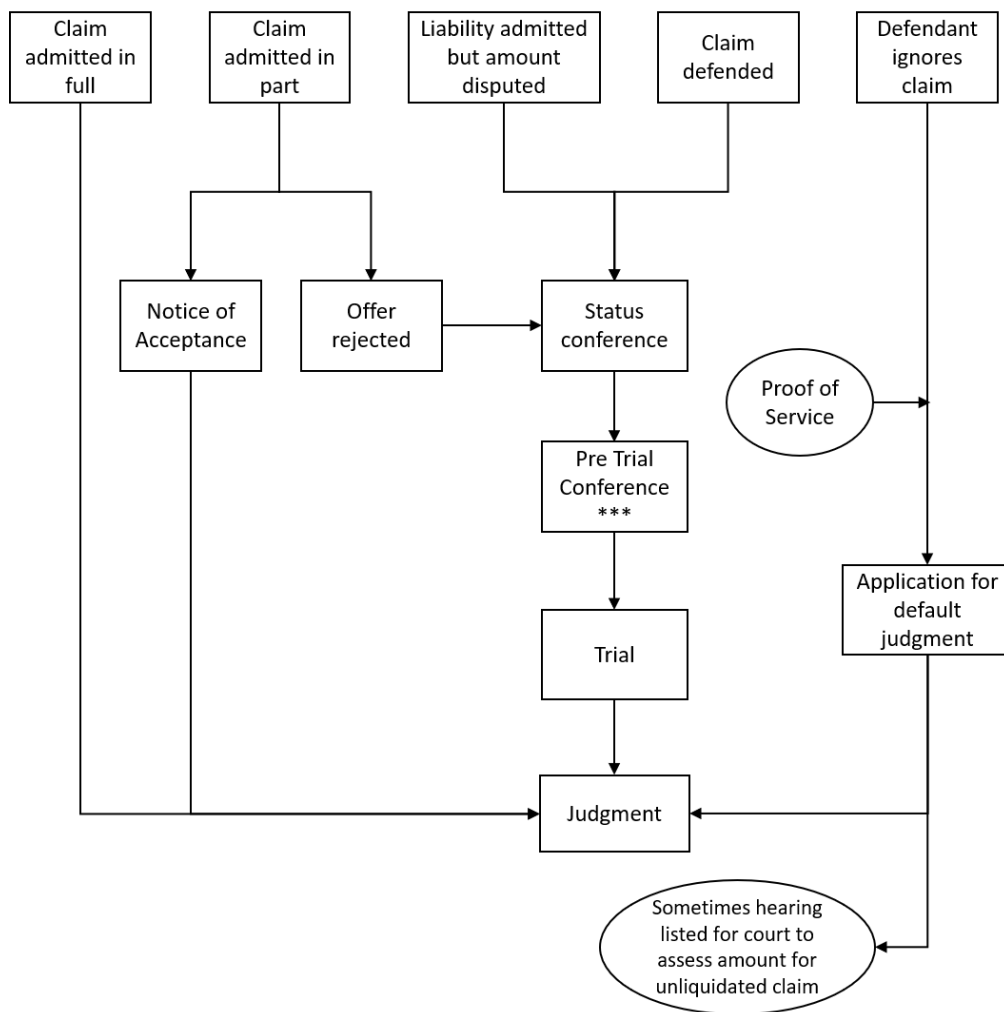 Claim
admitted in
full
Claim
admitted in
part
Liability admitted
but amount
disputed
Claim
defended
Defendant
ignores
claim
Notice of
Acceptance
Offer
rejected
Status
conference
Proof of
Service
Pre Trial
Conference
***
Application for
default
judgment
Trial
Judgment
Sometimes hearing
listed for court to
assess amount for
unliquidated claim